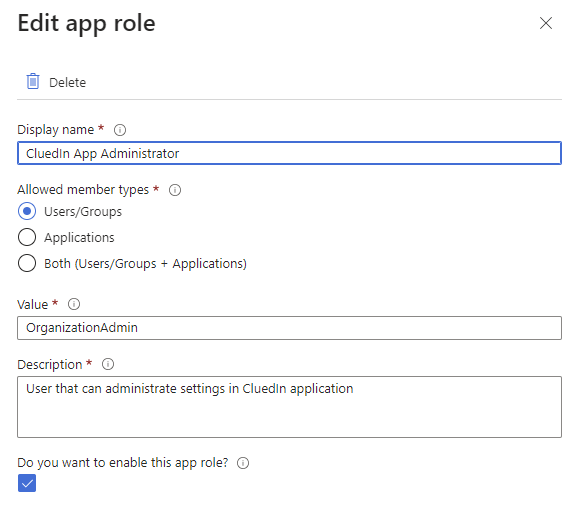 Edit app role
Delete
Display name *
CluedIn App Administrator
Allowed member types *
Users/Groups
Applications
Both (Users/Groups + Applications)
Value *
OrganizationAdmin
Description *
User that can administrate settings in CluedIn application
Do you want to enable this app role?